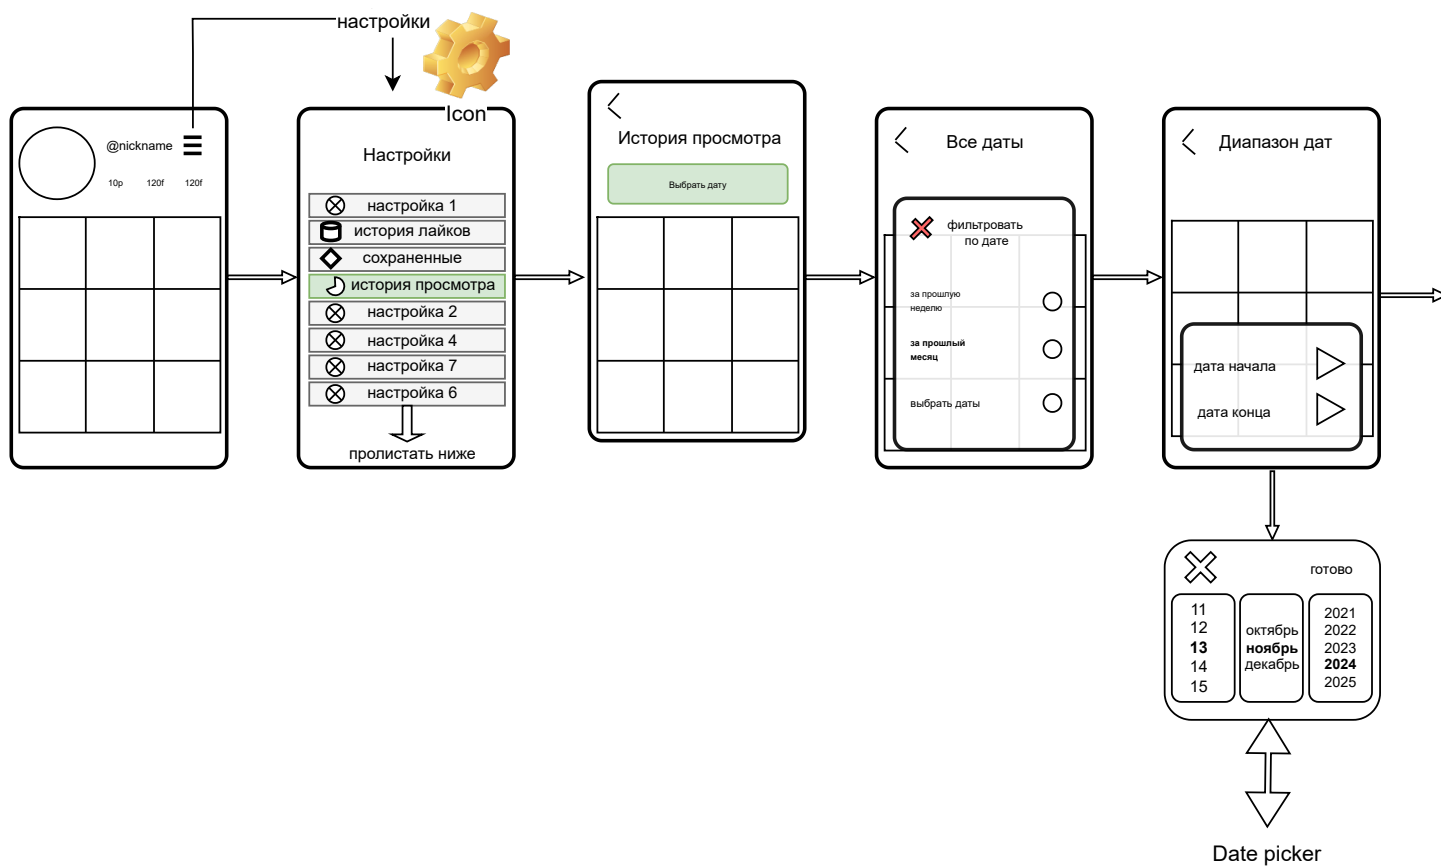 настройки
Icon
@nickname
10p 120f 120f
Настройки
настройка 1
история лайков
сохраненные
история просмотра
настройка 2
настройка 4
настройка 7
настройка 6
пролистать ниже
История просмотра
Выбрать дату
Все даты
фильтровать
по дате
за прошлую
неделю
за прошлый
месяц
выбрать даты
Диапазон дат
дата начала
дата конца
готово
11
12
13
14
15
октябрь
ноябрь
декабрь
2021
2022
2023
2024
2025
Date picker